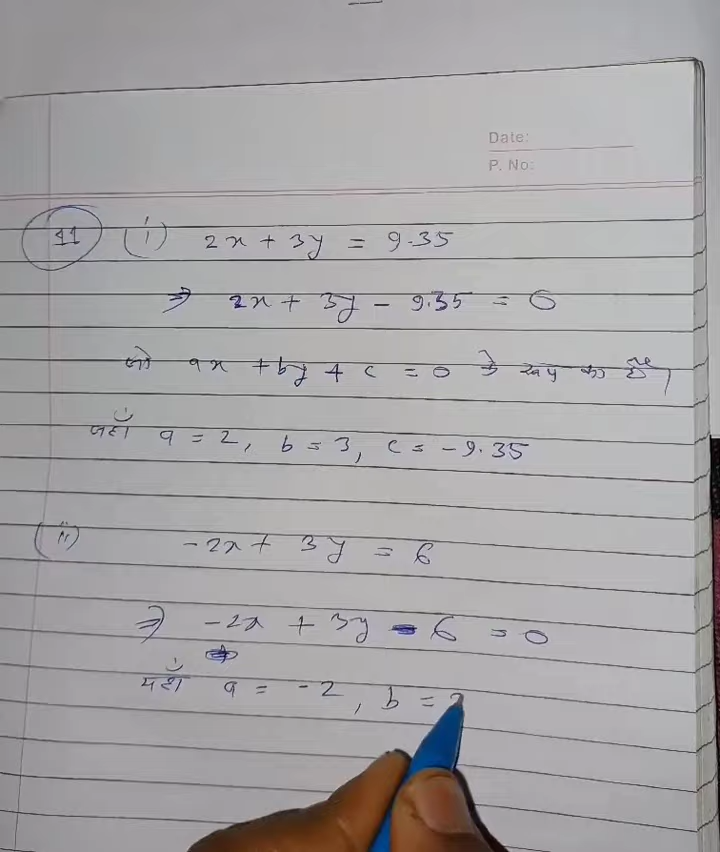 Date:
P. No:
11 (i) 2x + 3y = 9.35
⇒ 2x + 3y - 9.35 = 0
जो ax + by + c = 0 के रूप का है।
जहाँ a = 2, b = 3, c = -9.35
(ii) -2x + 3y = 6
⇒ -2x + 3y - 6 = 0
यहाँ a = -2, b =